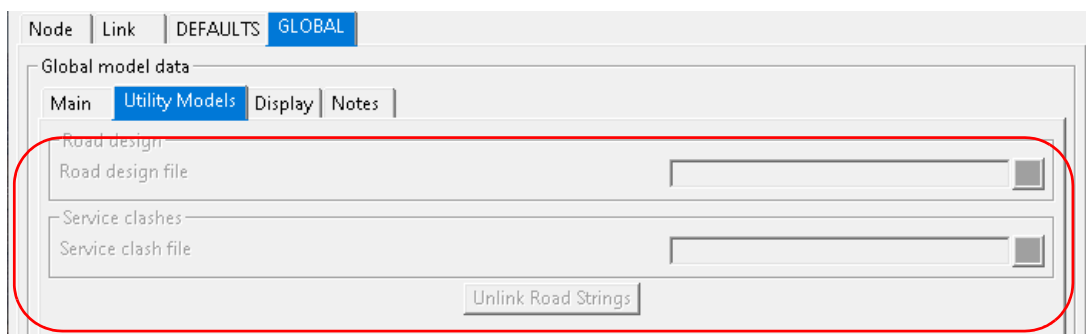 Node Link DEFAULTS GLOBAL
Global model data
Main Utility Models Display Notes
Road design
Road design file
Service clashes
Service clash file
Unlink Road Strings